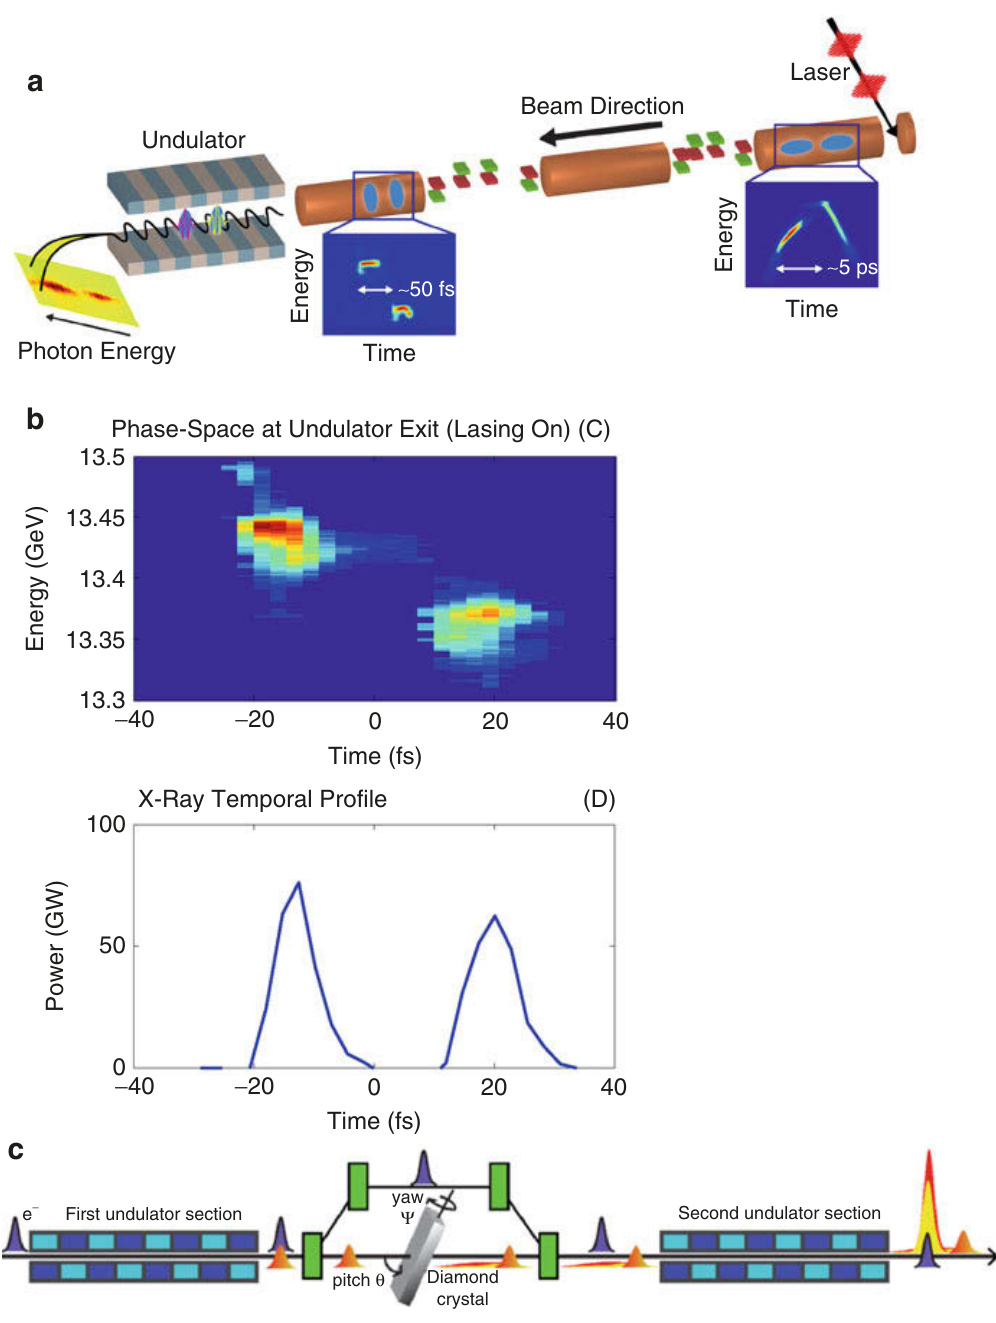 a
Laser
Beam Direction
Undulator
Energy
~5 ps
Time
Energy
~50 fs
Time
Photon Energy
b
Phase-Space at Undulator Exit (Lasing On) (C)
Energy (GeV)
13.5
13.45
13.4
13.35
13.3
−40 −20 0 20 40
Time (fs)
X-Ray Temporal Profile (D)
Power (GW)
100
50
0
−40 −20 0 20 40
Time (fs)
c
e−
First undulator section
yaw
Ψ
pitch θ
Diamond
crystal
Second undulator section